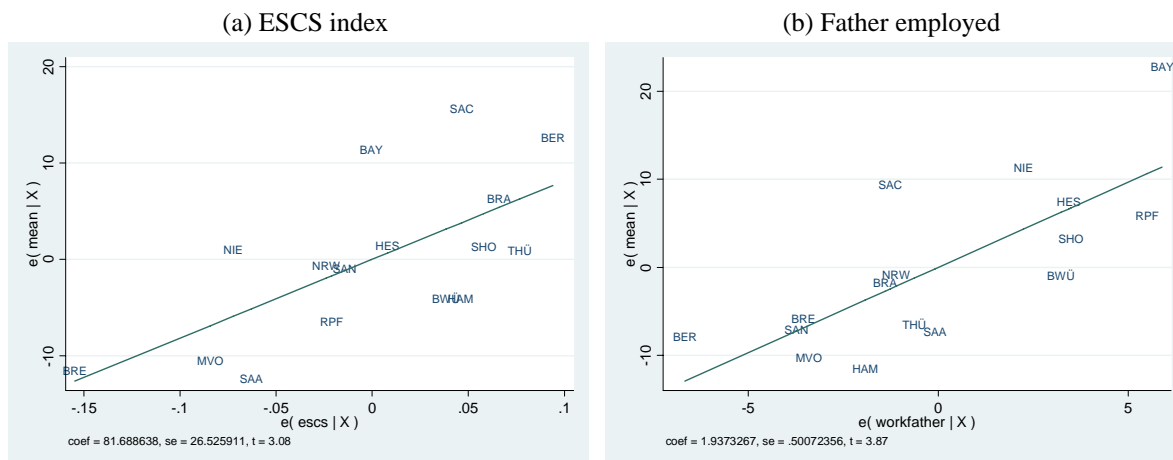 (a) ESCS index
20
10
0
-10
e( mean | X )
SAC
BER
BAY
BRA
HES
SHO
THÜ
NIE
NRW
SAN
BWÜ
HAM
RPF
MVO
BRE
SAA
-.15
-.1
-.05
0
.05
.1
e( escs | X )
coef = 81.688638, se = 26.525911, t = 3.08
(b) Father employed
20
10
0
-10
e( mean | X )
BAY
NIE
SAC
HES
RPF
SHO
NRW
BWÜ
BRA
BRE
SAN
THÜ
SAA
BER
MVO
HAM
-5
0
5
e( workfather | X )
coef = 1.9373267, se = .50072356, t = 3.87